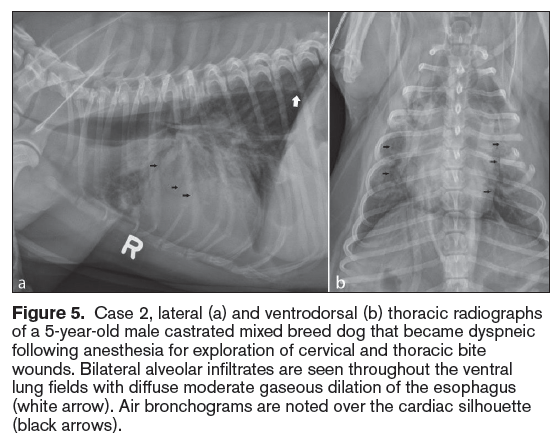 R
a
b
Figure 5. Case 2, lateral (a) and ventrodorsal (b) thoracic radiographs
of a 5-year-old male castrated mixed breed dog that became dyspneic
following anesthesia for exploration of cervical and thoracic bite
wounds. Bilateral alveolar infiltrates are seen throughout the ventral
lung fields with diffuse moderate gaseous dilation of the esophagus
(white arrow). Air bronchograms are noted over the cardiac silhouette
(black arrows).